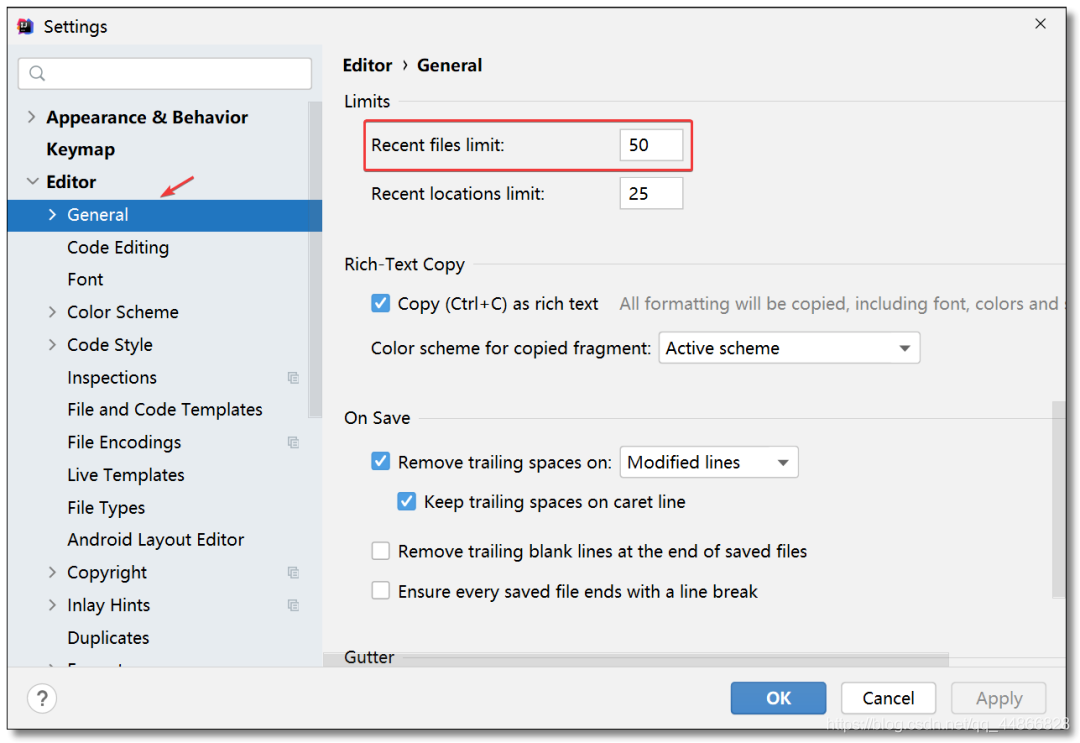 Settings
Appearance & Behavior
Keymap
Editor
General
Code Editing
Font
Color Scheme
Code Style
Inspections
File and Code Templates
File Encodings
Live Templates
File Types
Android Layout Editor
Copyright
Inlay Hints
Duplicates
Editor › General
Limits
Recent files limit: 50
Recent locations limit: 25
Rich-Text Copy
Copy (Ctrl+C) as rich text All formatting will be copied, including font, colors and
Color scheme for copied fragment: Active scheme
On Save
Remove trailing spaces on: Modified lines
Keep trailing spaces on caret line
Remove trailing blank lines at the end of saved files
Ensure every saved file ends with a line break
Gutter
?
OK Cancel Apply
https://blog.csdn.net/qq_44866828